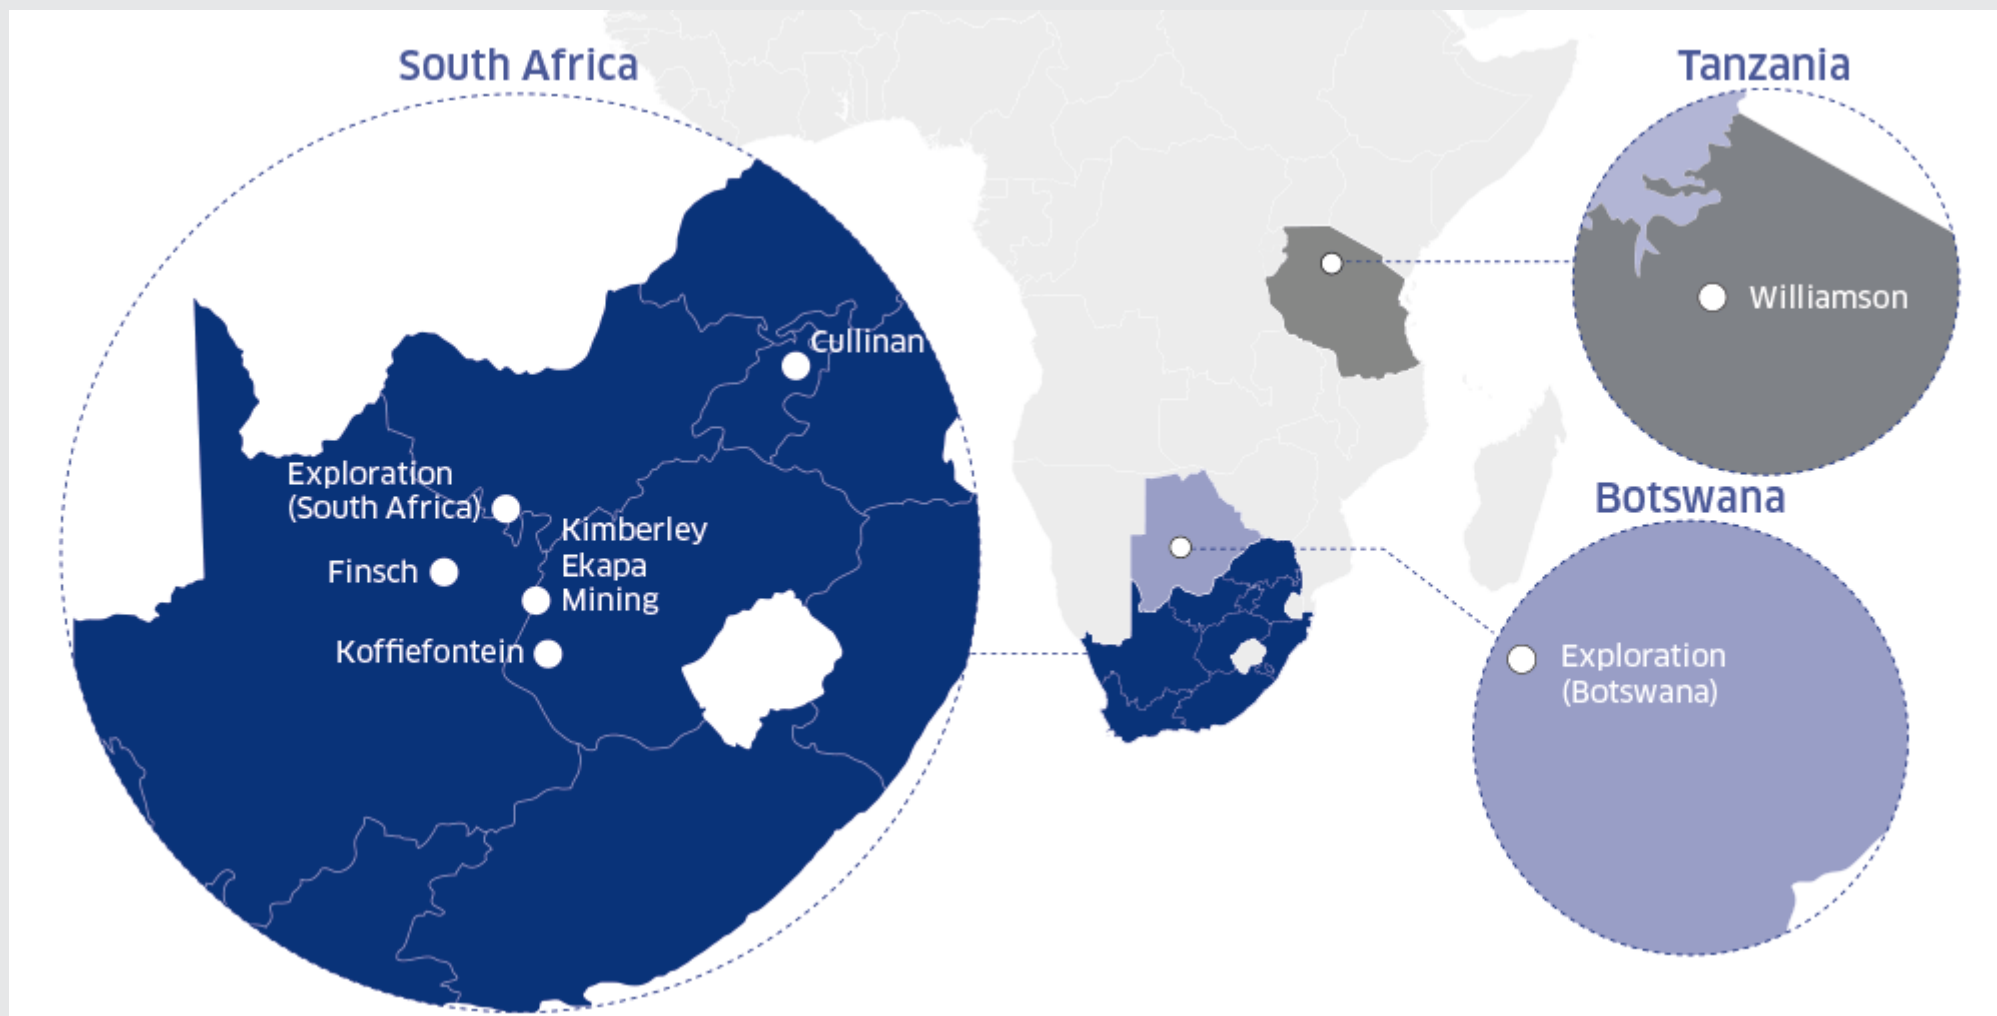 South Africa
Cullinan
Exploration
(South Africa)
Kimberley
Ekapa
Mining
Finsch
Koffiefontein
Tanzania
Williamson
Botswana
Exploration
(Botswana)